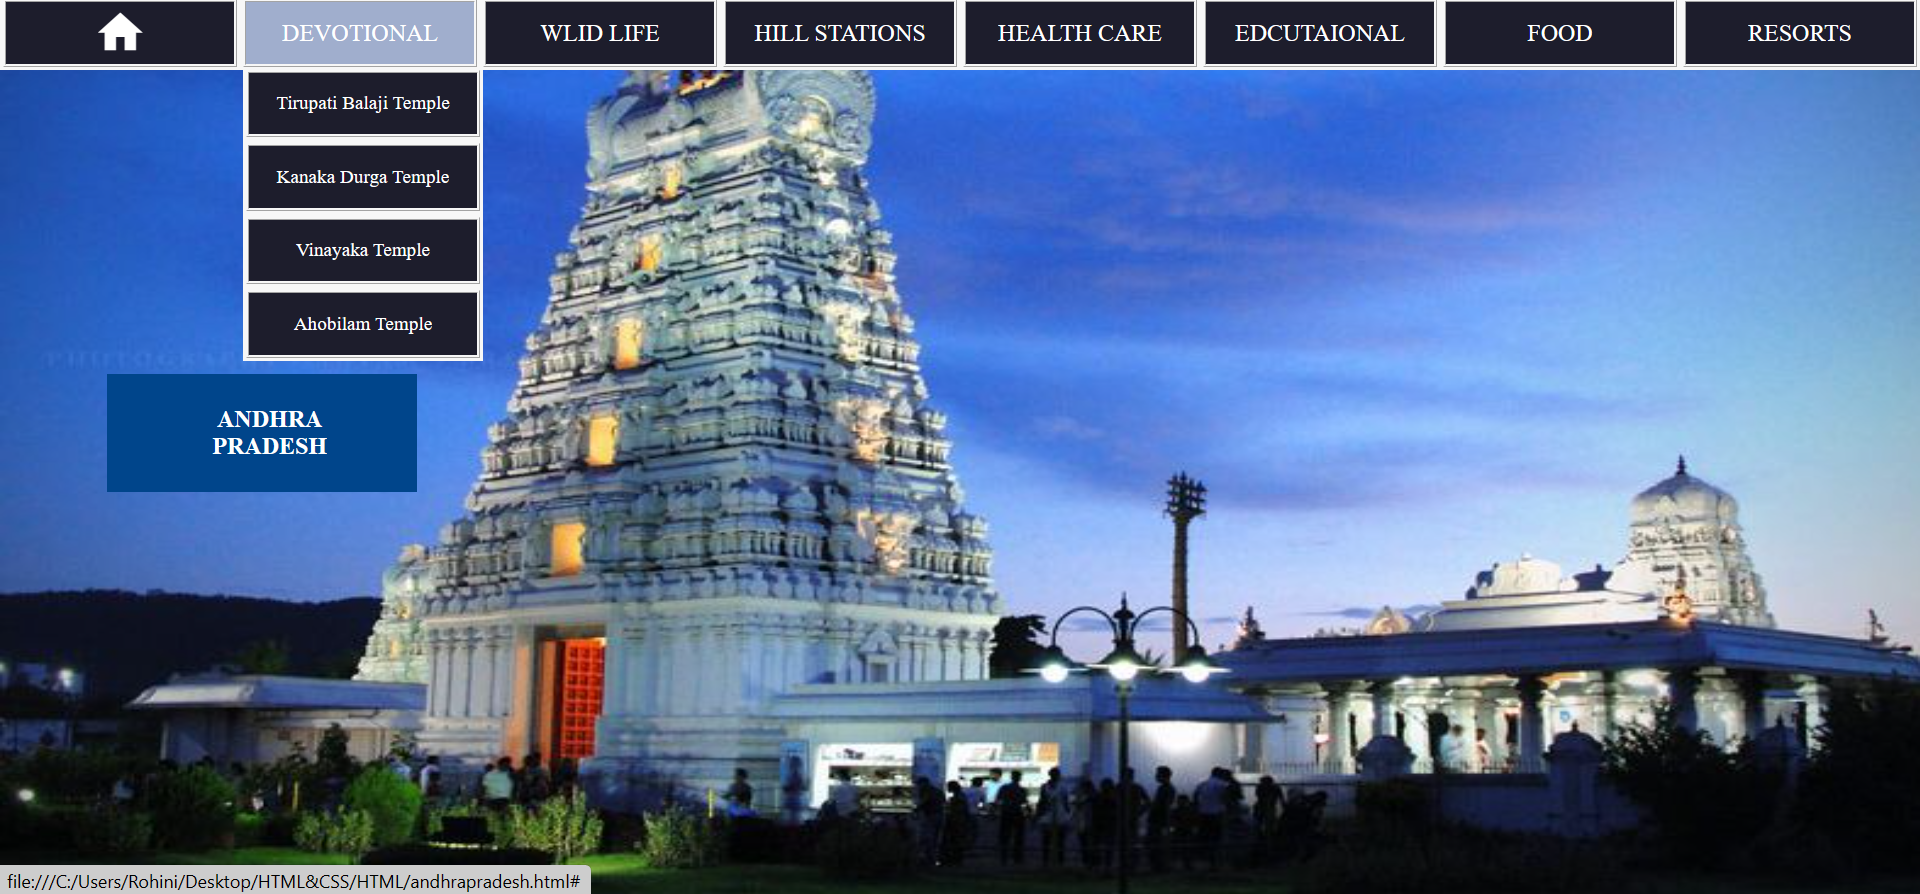 DEVOTIONAL
WLID LIFE
HILL STATIONS
HEALTH CARE
EDCUTAIONAL
FOOD
RESORTS
Tirupati Balaji Temple
Kanaka Durga Temple
Vinayaka Temple
Ahobilam Temple
ANDHRA
PRADESH
file:///C:/Users/Rohini/Desktop/HTML&CSS/HTML/andhrapradesh.html#